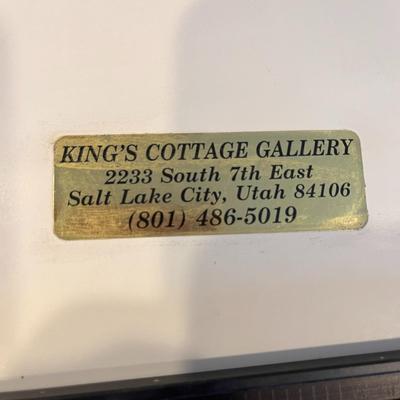 KING'S COTTAGE GALLERY
2233 South 7th East
Salt Lake City, Utah 84106
(801) 486-5019